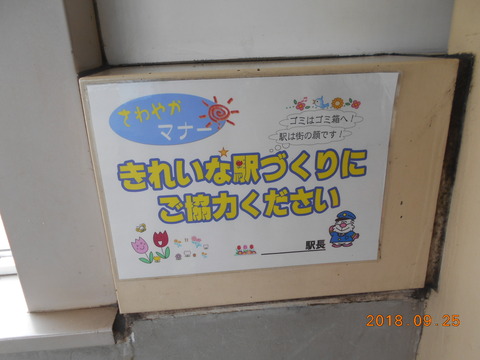 さわやか
マナー
ゴミはゴミ箱へ!
駅は街の顔です!
きれいな駅づくりに
ご協力ください
駅長
2018.09.25